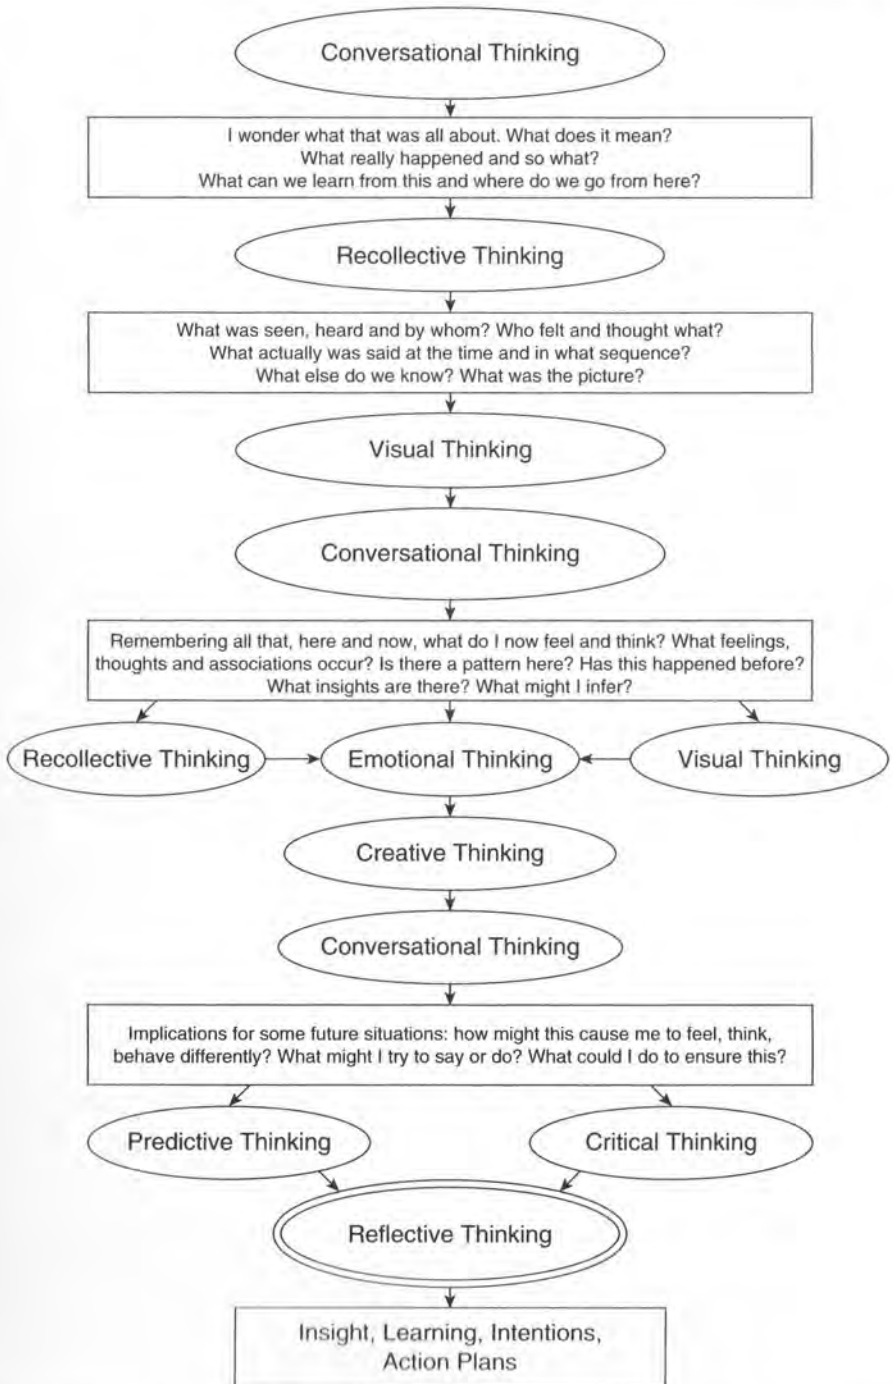 Conversational Thinking
I wonder what that was all about. What does it mean?
What really happened and so what?
What can we learn from this and where do we go from here?
Recollective Thinking
What was seen, heard and by whom? Who felt and thought what?
What actually was said at the time and in what sequence?
What else do we know? What was the picture?
Visual Thinking
Conversational Thinking
Remembering all that, here and now, what do I now feel and think? What feelings,
thoughts and associations occur? Is there a pattern here? Has this happened before?
What insights are there? What might I infer?
Recollective Thinking
Emotional Thinking
Visual Thinking
Creative Thinking
Conversational Thinking
Implications for some future situations: how might this cause me to feel, think,
behave differently? What might I try to say or do? What could I do to ensure this?
Predictive Thinking
Critical Thinking
Reflective Thinking
Insight, Learning, Intentions,
Action Plans